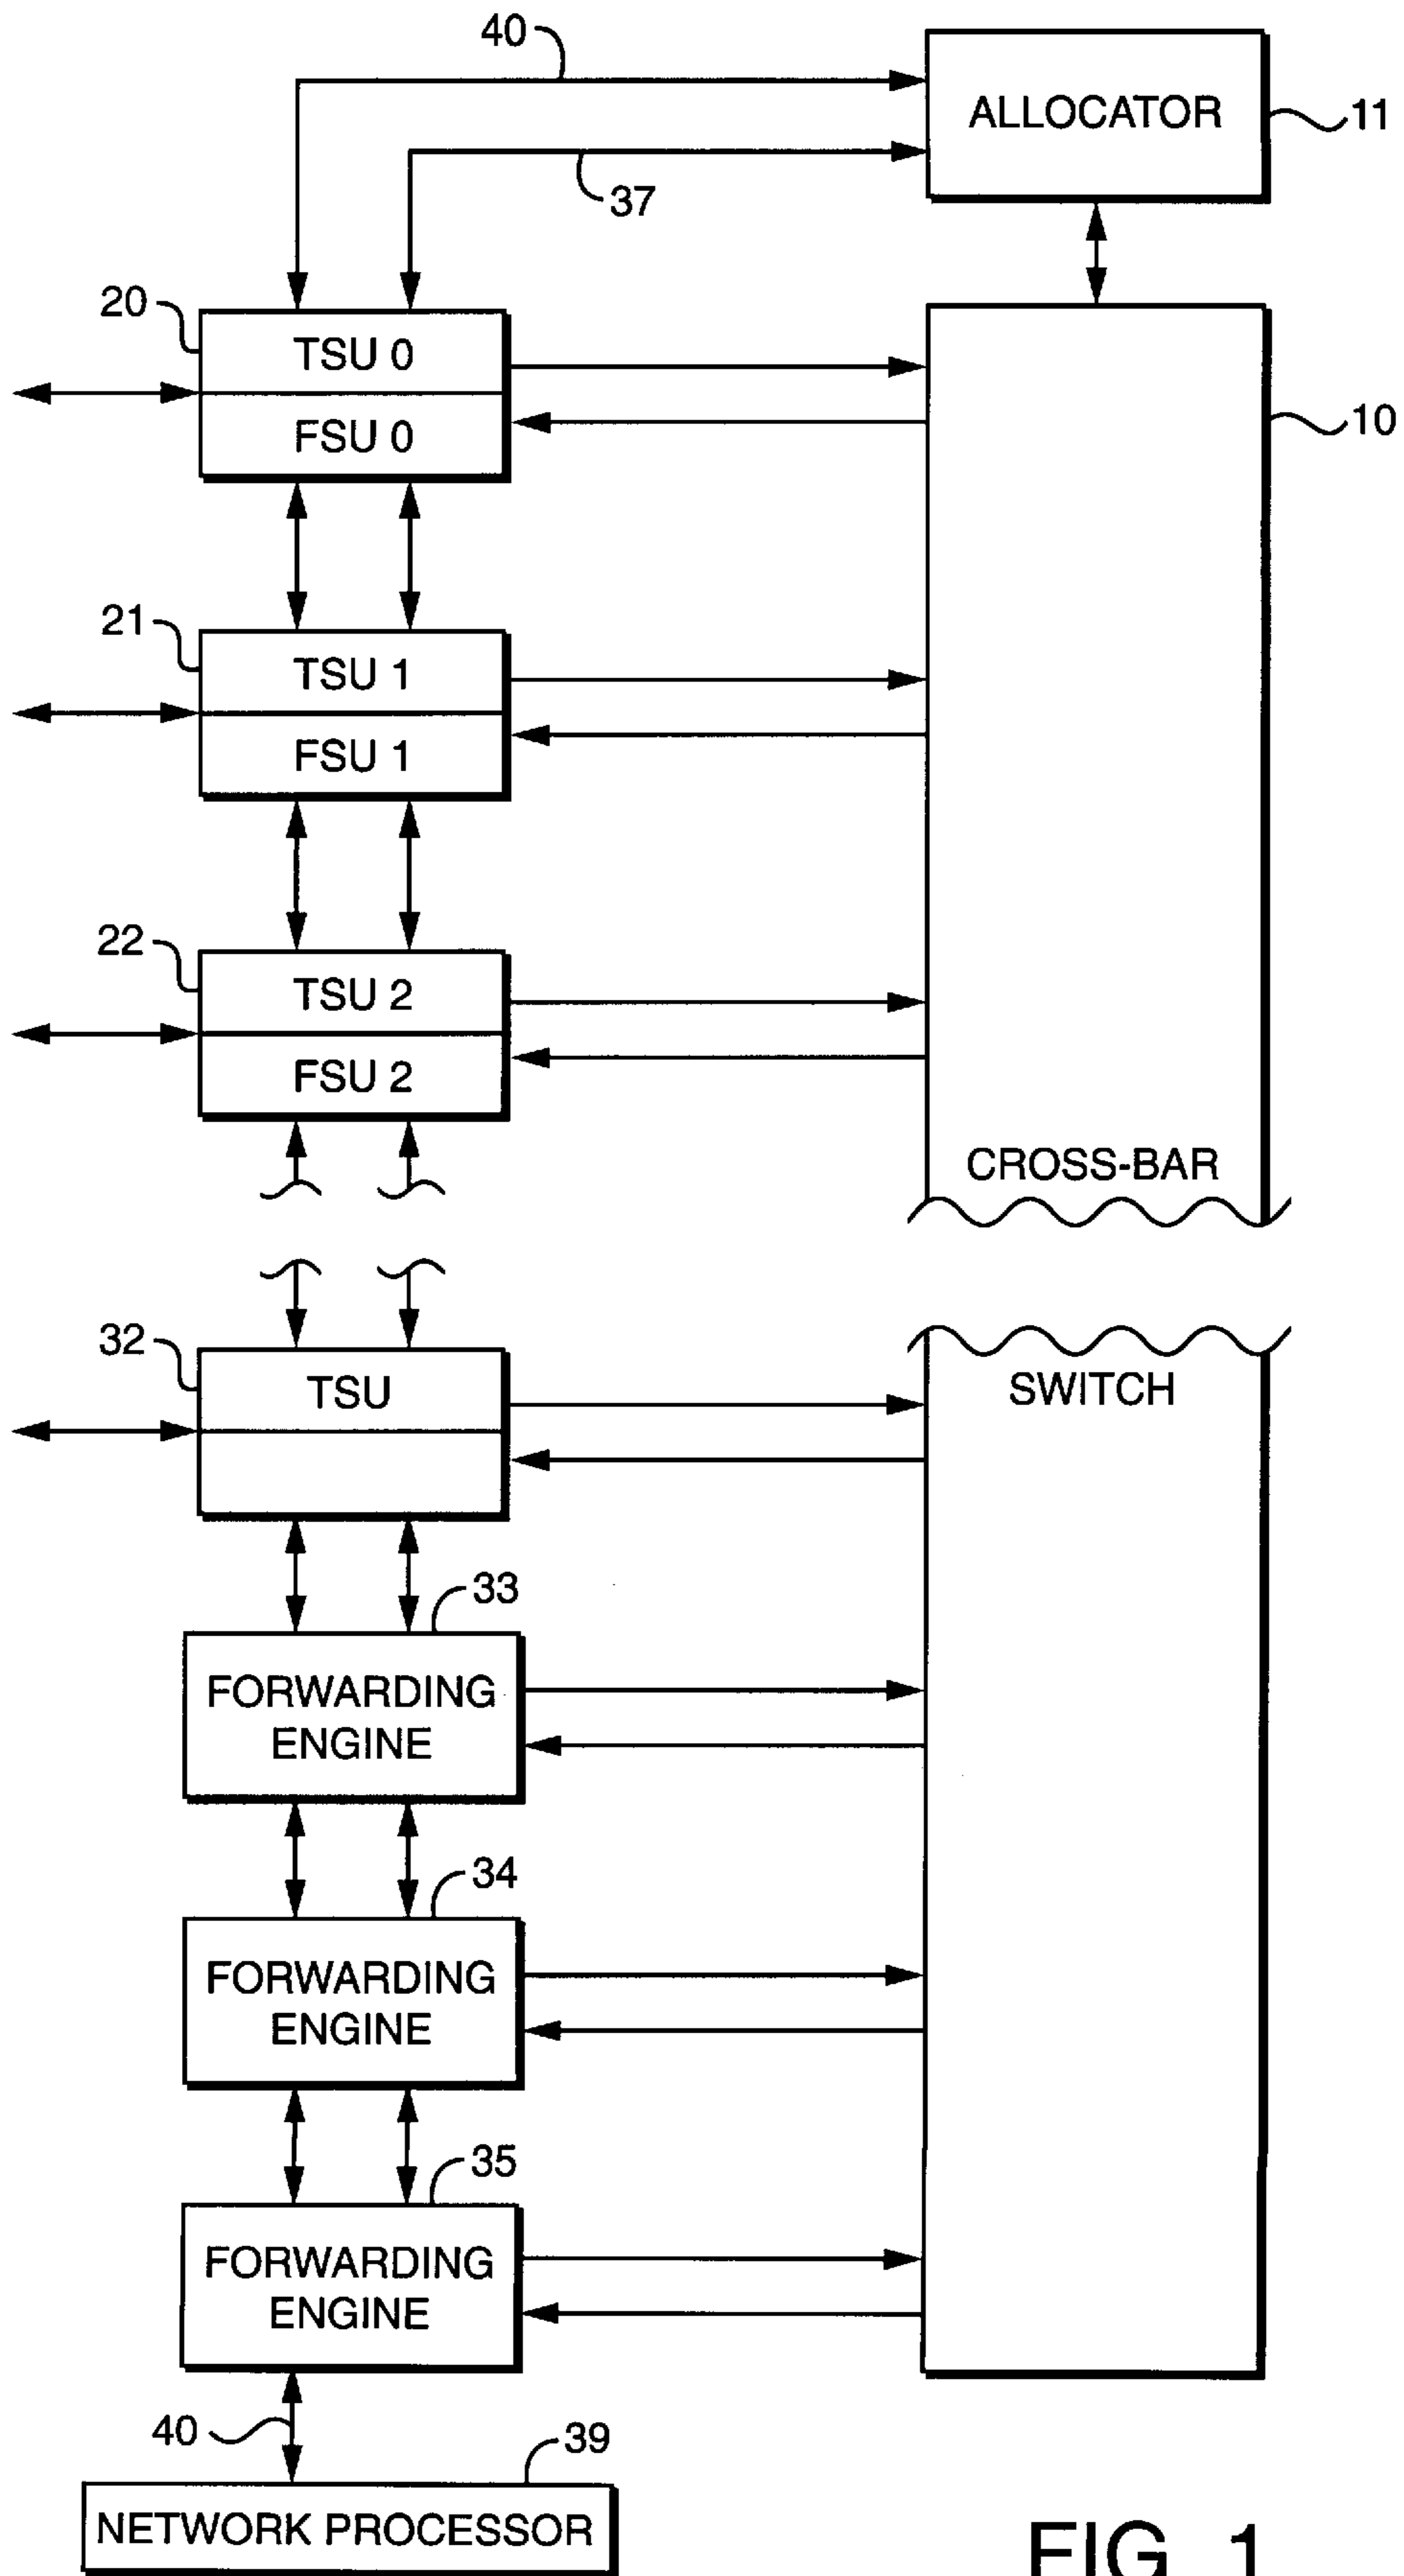 40
ALLOCATOR
11
37
20
TSU 0
FSU 0
10
21
TSU 1
FSU 1
22
TSU 2
FSU 2
CROSS-BAR
32
TSU
SWITCH
33
FORWARDING
ENGINE
34
FORWARDING
ENGINE
35
FORWARDING
ENGINE
40
39
NETWORK PROCESSOR
FIG. 1